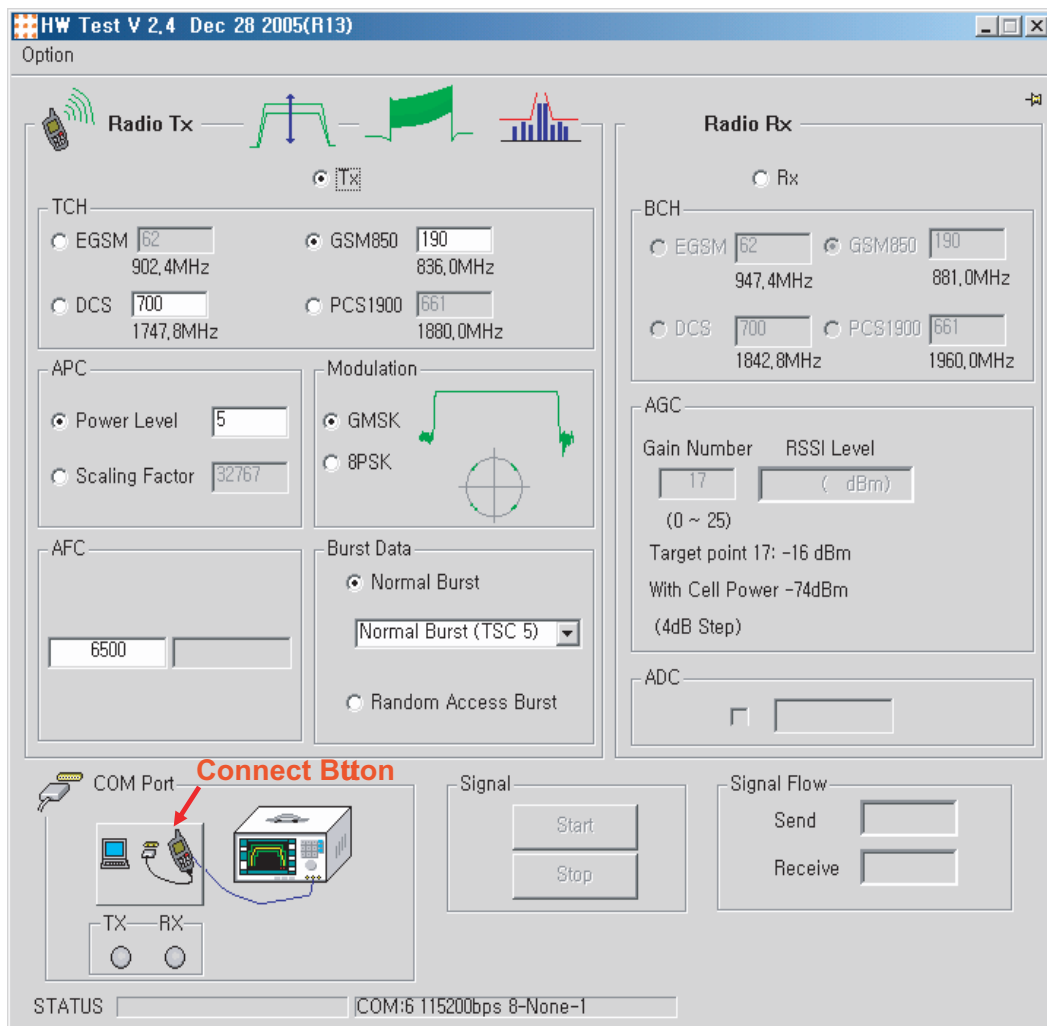 HW Test V 2,4 Dec 28 2005(R13)
Option
Radio Tx
Tx
TCH
EGSM 62
902,4MHz
GSM850 190
836,0MHz
DCS 700
1747,8MHz
PCS1900 661
1880,0MHz
APC
Power Level 5
Scaling Factor 32767
Modulation
GMSK
8PSK
AFC
6500
Burst Data
Normal Burst
Normal Burst (TSC 5)
Random Access Burst
Radio Rx
Rx
BCH
EGSM 62
947,4MHz
GSM850 190
881,0MHz
DCS 700
1842,8MHz
PCS1900 661
1960,0MHz
AGC
Gain Number RSSI Level
17 ( dBm)
(0 ~ 25)
Target point 17: -16 dBm
With Cell Power -74dBm
(4dB Step)
ADC
Connect Btton
COM Port
TX RX
Signal
Start
Stop
Signal Flow
Send
Receive
STATUS COM:6 115200bps 8-None-1